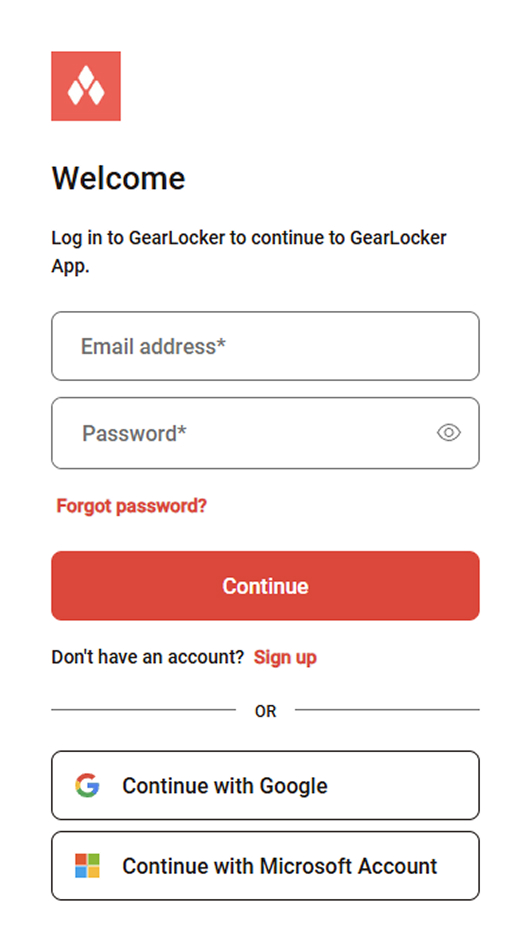 Welcome
Log in to GearLocker to continue to GearLocker
App.
Email address*
Password*
Forgot password?
Continue
Don't have an account? Sign up
OR
Continue with Google
Continue with Microsoft Account